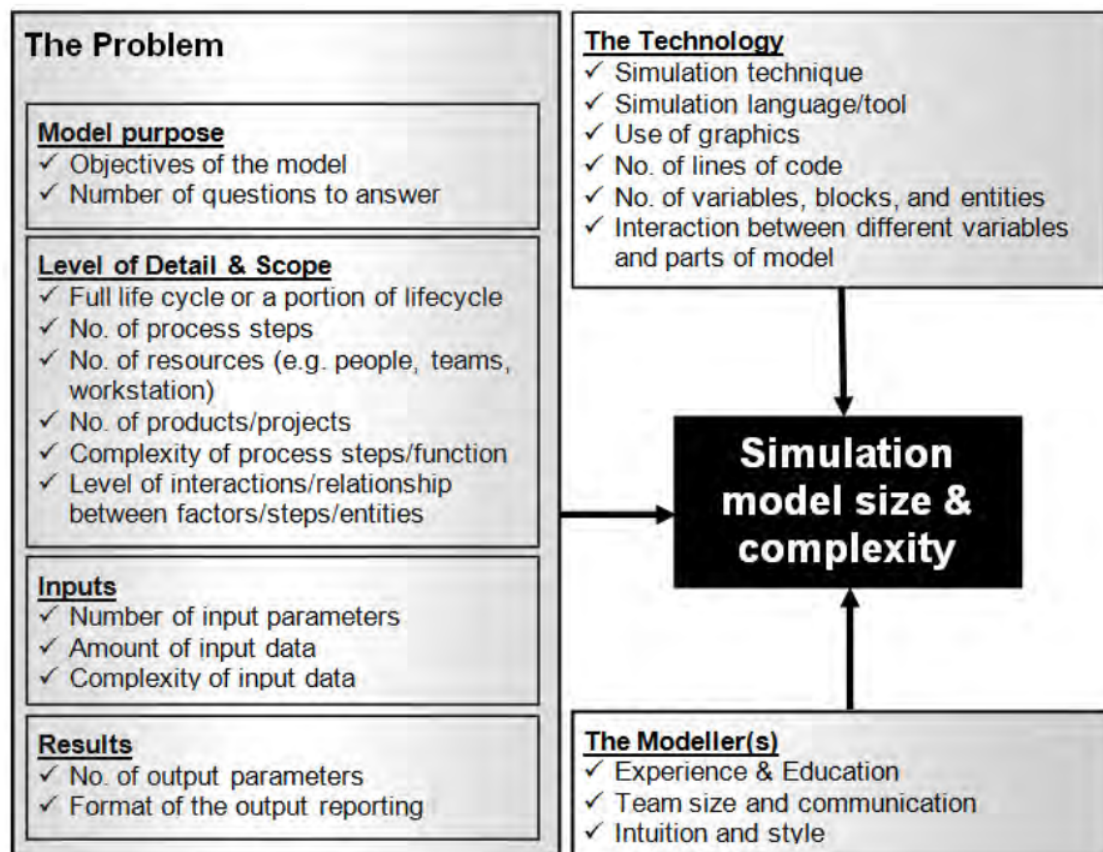 The Problem
Model purpose
✓ Objectives of the model
✓ Number of questions to answer
Level of Detail & Scope
✓ Full life cycle or a portion of lifecycle
✓ No. of process steps
✓ No. of resources (e.g. people, teams,
workstation)
✓ No. of products/projects
✓ Complexity of process steps/function
✓ Level of interactions/relationship
between factors/steps/entities
Inputs
✓ Number of input parameters
✓ Amount of input data
✓ Complexity of input data
Results
✓ No. of output parameters
✓ Format of the output reporting
The Technology
✓ Simulation technique
✓ Simulation language/tool
✓ Use of graphics
✓ No. of lines of code
✓ No. of variables, blocks, and entities
✓ Interaction between different variables
and parts of model
Simulation
model size &
complexity
The Modeller(s)
✓ Experience & Education
✓ Team size and communication
✓ Intuition and style